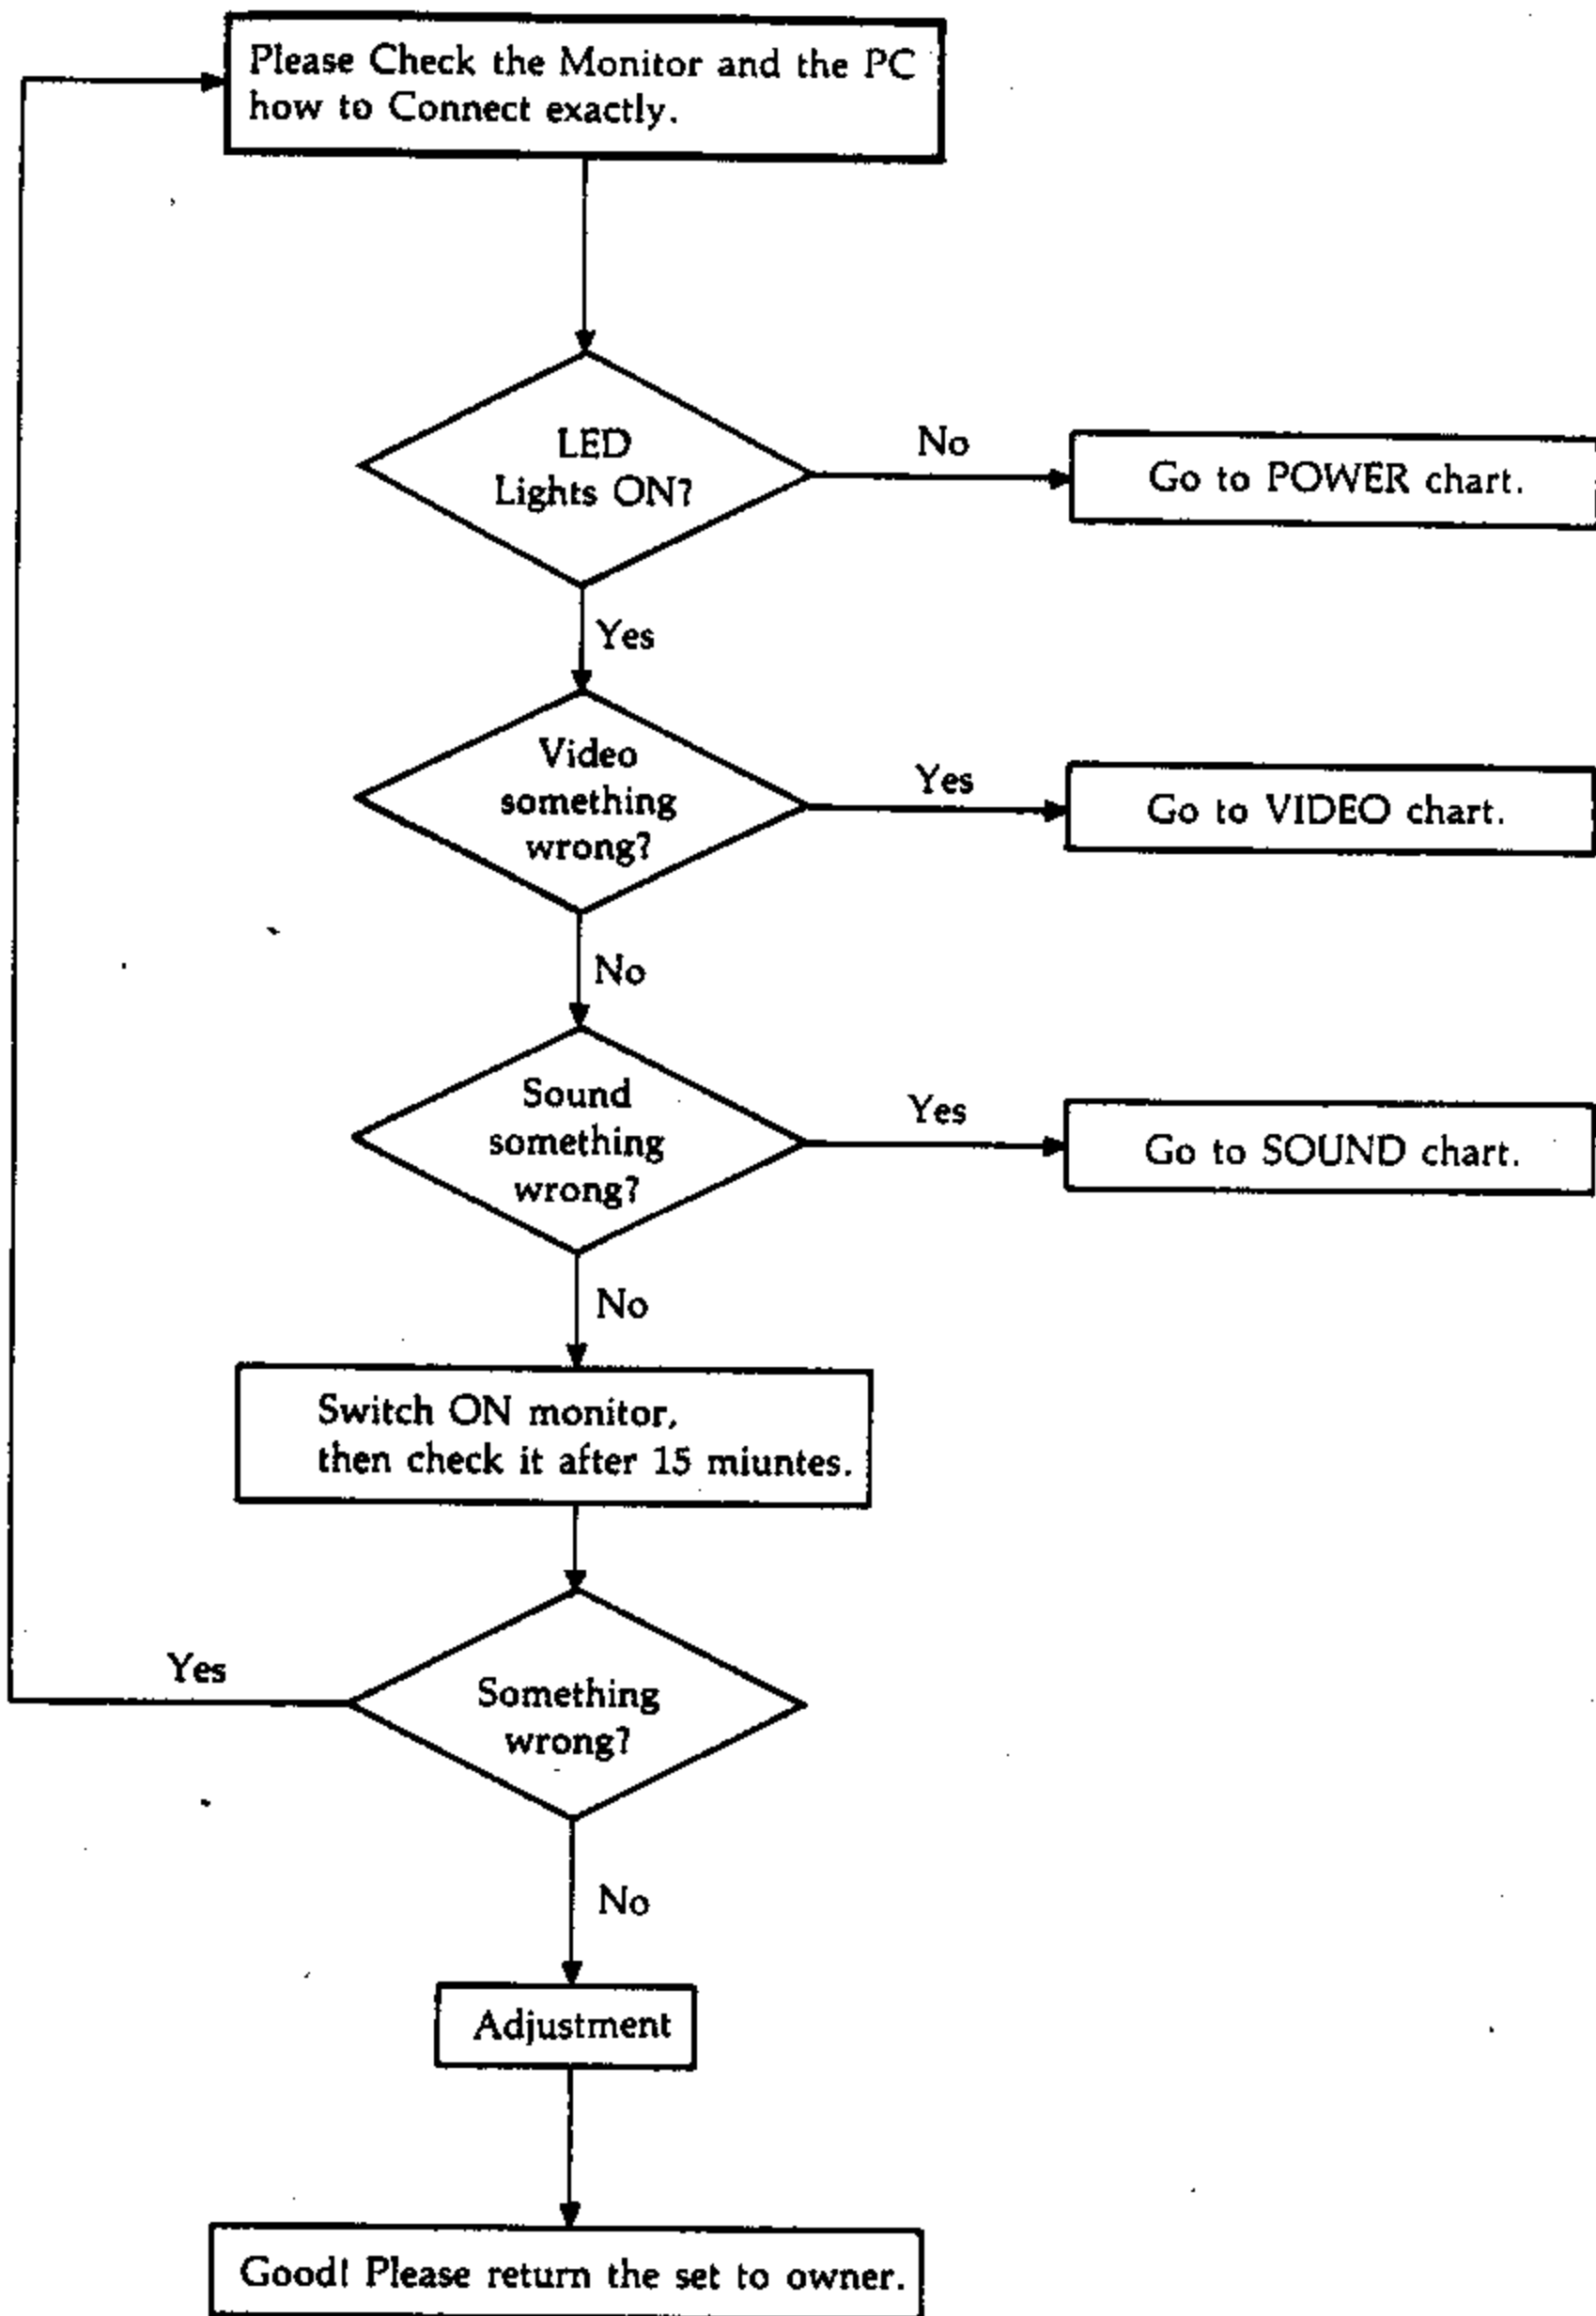 Please Check the Monitor and the PC
how to Connect exactly.
LED
Lights ON?
No
Go to POWER chart.
Yes
Video
something
wrong?
Yes
Go to VIDEO chart.
No
Sound
something
wrong?
Yes
Go to SOUND chart.
No
Switch ON monitor,
then check it after 15 miuntes.
Yes
Something
wrong?
No
Adjustment
Good! Please return the set to owner.